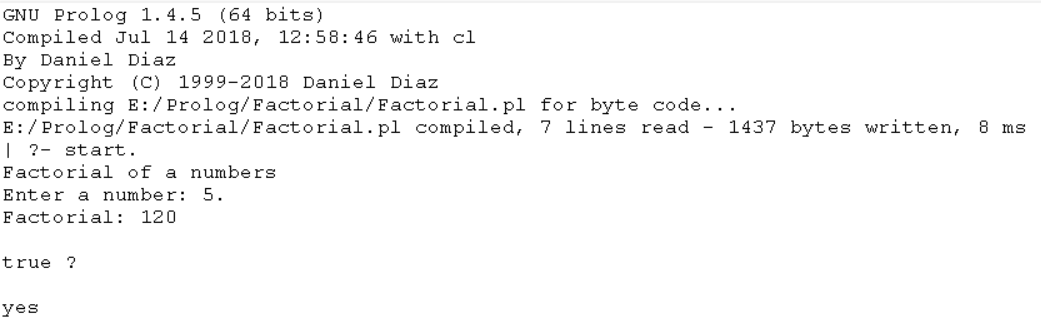 GNU Prolog 1.4.5 (64 bits)
Compiled Jul 14 2018, 12:58:46 with cl
By Daniel Diaz
Copyright (C) 1999-2018 Daniel Diaz
compiling E:/Prolog/Factorial/Factorial.pl for byte code...
E:/Prolog/Factorial/Factorial.pl compiled, 7 lines read - 1437 bytes written, 8 ms
| ?- start.
Factorial of a numbers
Enter a number: 5.
Factorial: 120
true ?
yes